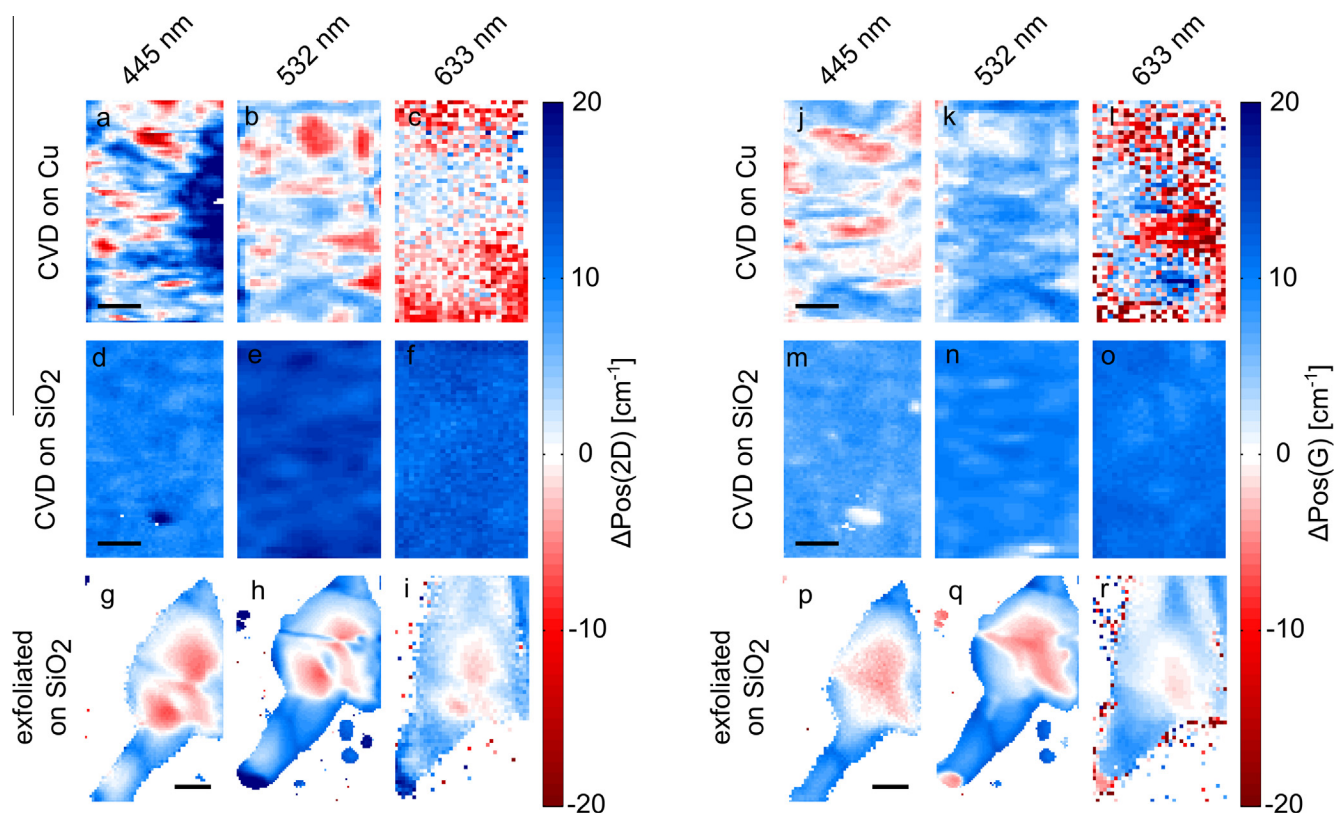 445 nm 532 nm 633 nm
CVD on Cu
a b c
CVD on SiO₂
d e f
exfoliated
on SiO₂
g h i
20
10
0
-10
-20
ΔPos(2D) [cm⁻¹]
445 nm 532 nm 633 nm
CVD on Cu
j k l
CVD on SiO₂
m n o
exfoliated
on SiO₂
p q r
20
10
0
-10
-20
ΔPos(G) [cm⁻¹]